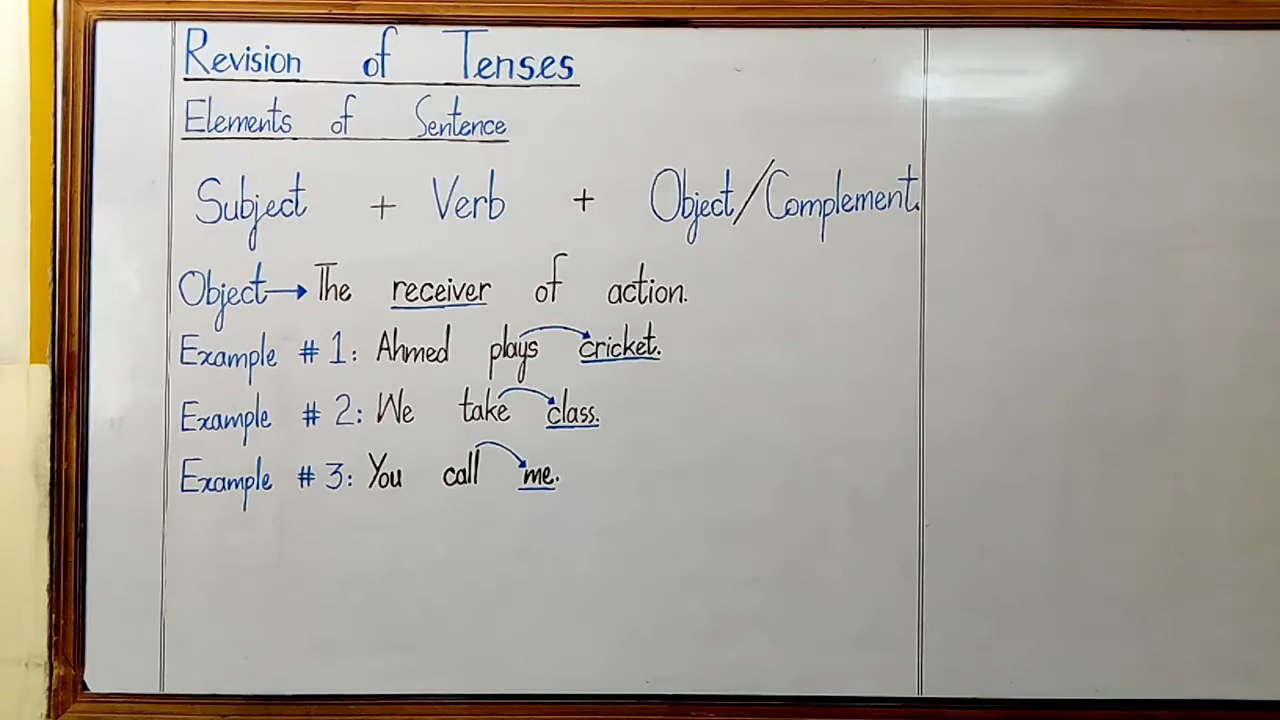 Revision of Tenses
Elements of Sentence
Subject + Verb + Object/Complement.
Object→The receiver of action.
Example # 1: Ahmed plays cricket.
Example # 2: We take class.
Example # 3: You call me.